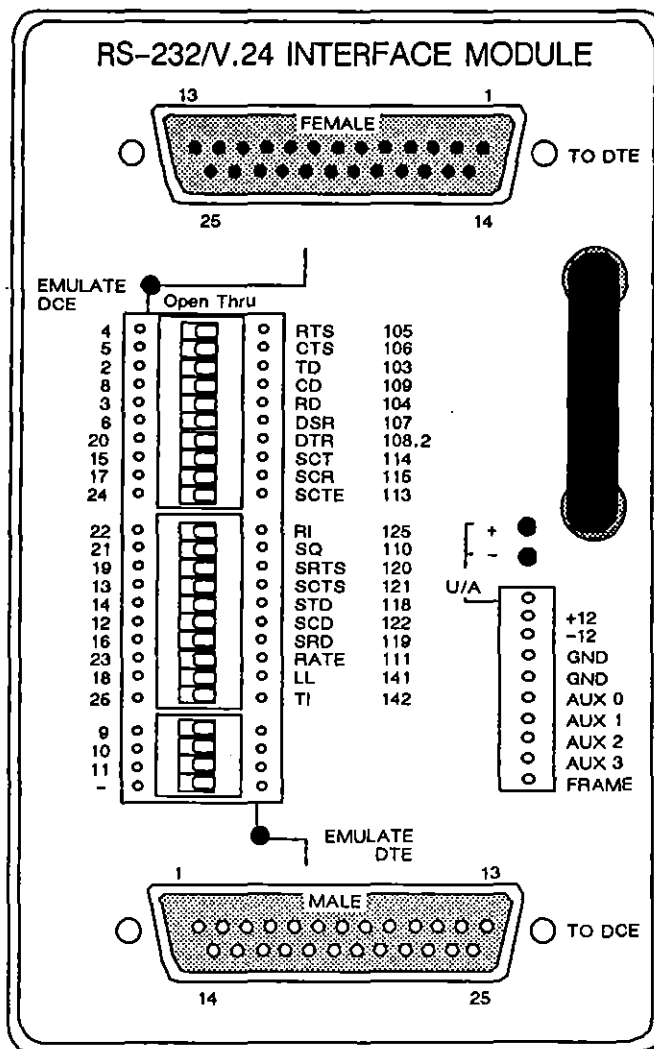 RS-232/V.24 INTERFACE MODULE
13 1
FEMALE
TO DTE
25 14
EMULATE
DCE
Open Thru
4 RTS 105
5 CTS 106
2 TD 103
8 CD 109
3 RD 104
6 DSR 107
20 DTR 108.2
15 SCT 114
17 SCR 115
24 SCTE 113
22 RI 125
21 SQ 110
19 SRTS 120
13 SCTS 121
14 STD 118
12 SCD 122
16 SRD 119
23 RATE 111
18 LL 141
25 TI 142
9
10
11
-
+
-
U/A
+12
-12
GND
GND
AUX 0
AUX 1
AUX 2
AUX 3
FRAME
EMULATE
DTE
1 13
MALE
TO DCE
14 25